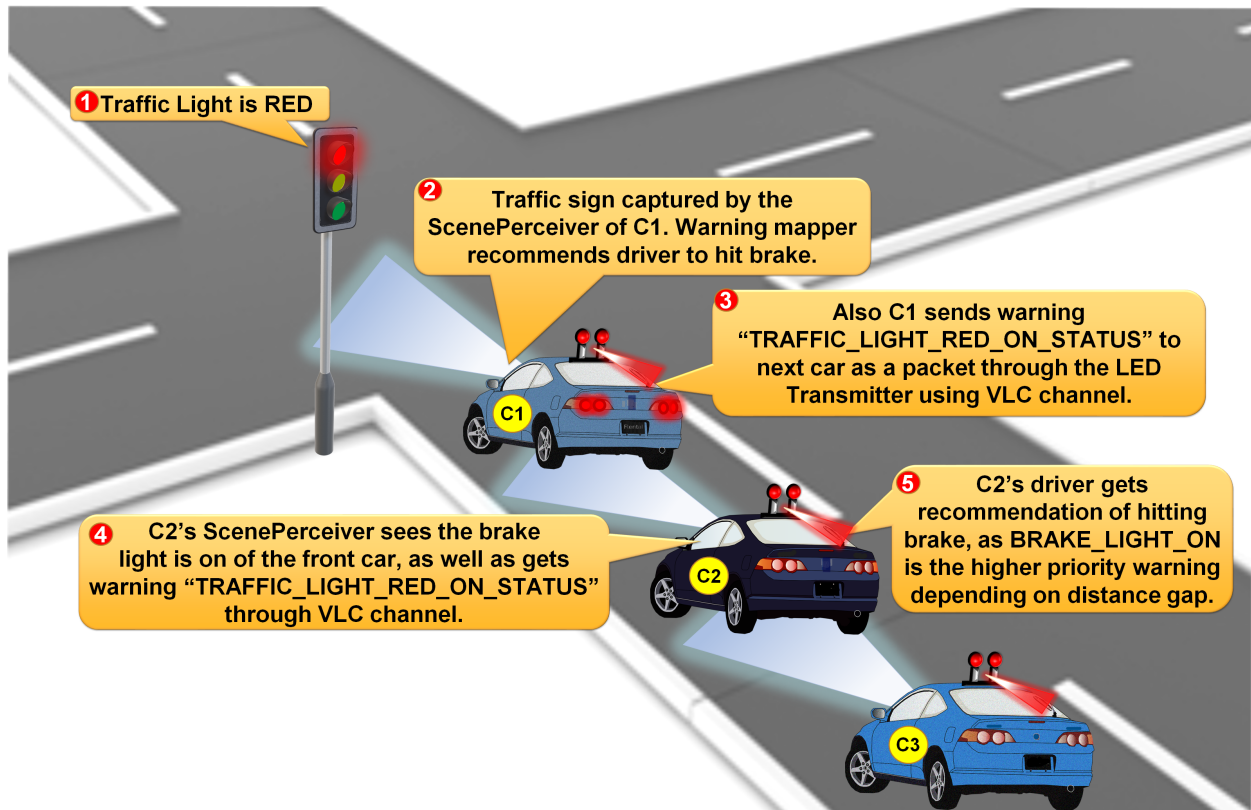 1 Traffic Light is RED
2 Traffic sign captured by the
ScenePerceiver of C1. Warning mapper
recommends driver to hit brake.
3 Also C1 sends warning
“TRAFFIC_LIGHT_RED_ON_STATUS” to
next car as a packet through the LED
Transmitter using VLC channel.
C1
4 C2’s ScenePerceiver sees the brake
light is on of the front car, as well as gets
warning “TRAFFIC_LIGHT_RED_ON_STATUS”
through VLC channel.
5 C2’s driver gets
recommendation of hitting
brake, as BRAKE_LIGHT_ON
is the higher priority warning
depending on distance gap.
C2
C3